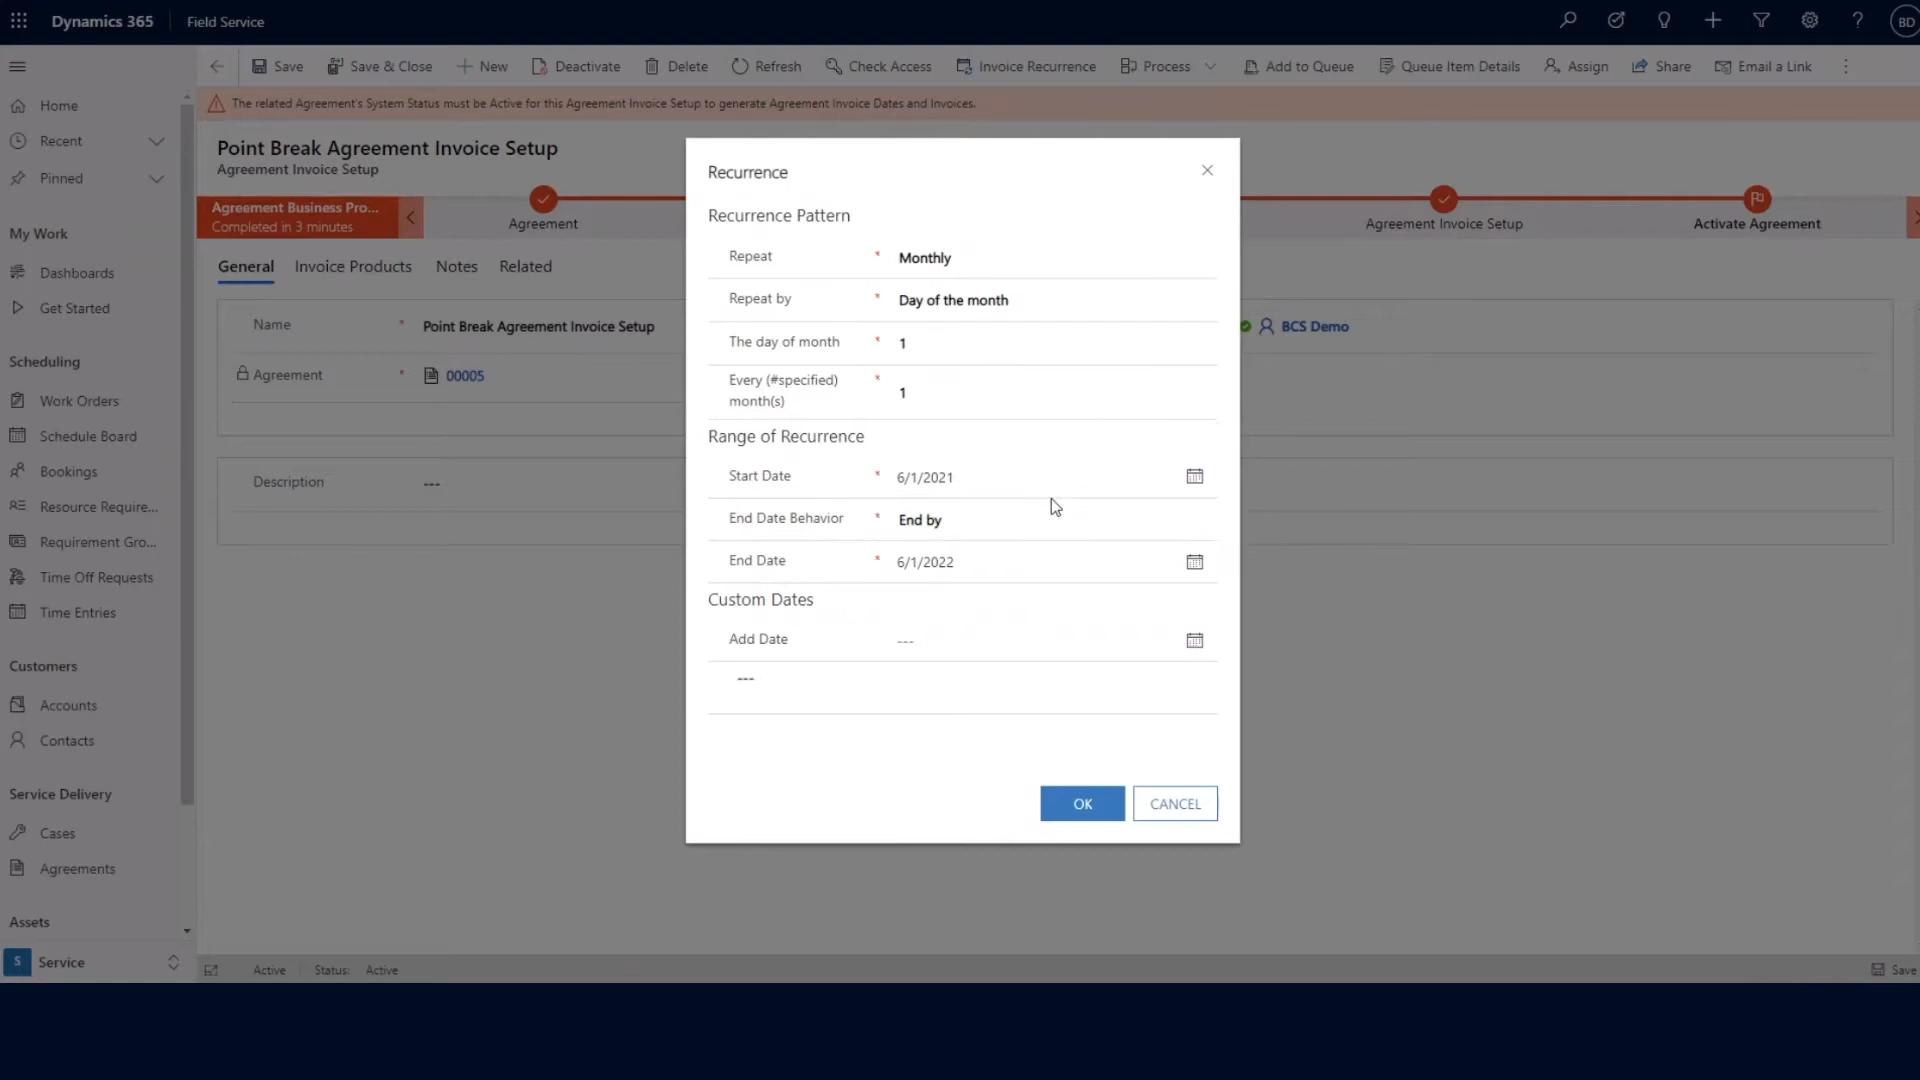 Dynamics 365 Field Service BD
Save Save & Close New Deactivate Delete Refresh Check Access Invoice Recurrence Process Add to Queue Queue Item Details Assign Share Email a Link
The related Agreement's System Status must be Active for this Agreement Invoice Setup to generate Agreement Invoice Dates and Invoices.
Home
Recent
Pinned
My Work
Dashboards
Get Started
Scheduling
Work Orders
Schedule Board
Bookings
Resource Require...
Requirement Gro...
Time Off Requests
Time Entries
Customers
Accounts
Contacts
Service Delivery
Cases
Agreements
Assets
S Service
Point Break Agreement Invoice Setup
Agreement Invoice Setup
Agreement Business Pro...
Completed in 3 minutes
Agreement
Agreement Invoice Setup
Activate Agreement
General Invoice Products Notes Related
Name * Point Break Agreement Invoice Setup
BCS Demo
Agreement * 00005
Description ---
Recurrence
Recurrence Pattern
Repeat * Monthly
Repeat by * Day of the month
The day of month * 1
Every (#specified)
month(s) * 1
Range of Recurrence
Start Date * 6/1/2021
End Date Behavior * End by
End Date * 6/1/2022
Custom Dates
Add Date ---
---
OK CANCEL
Active Status: Active Save